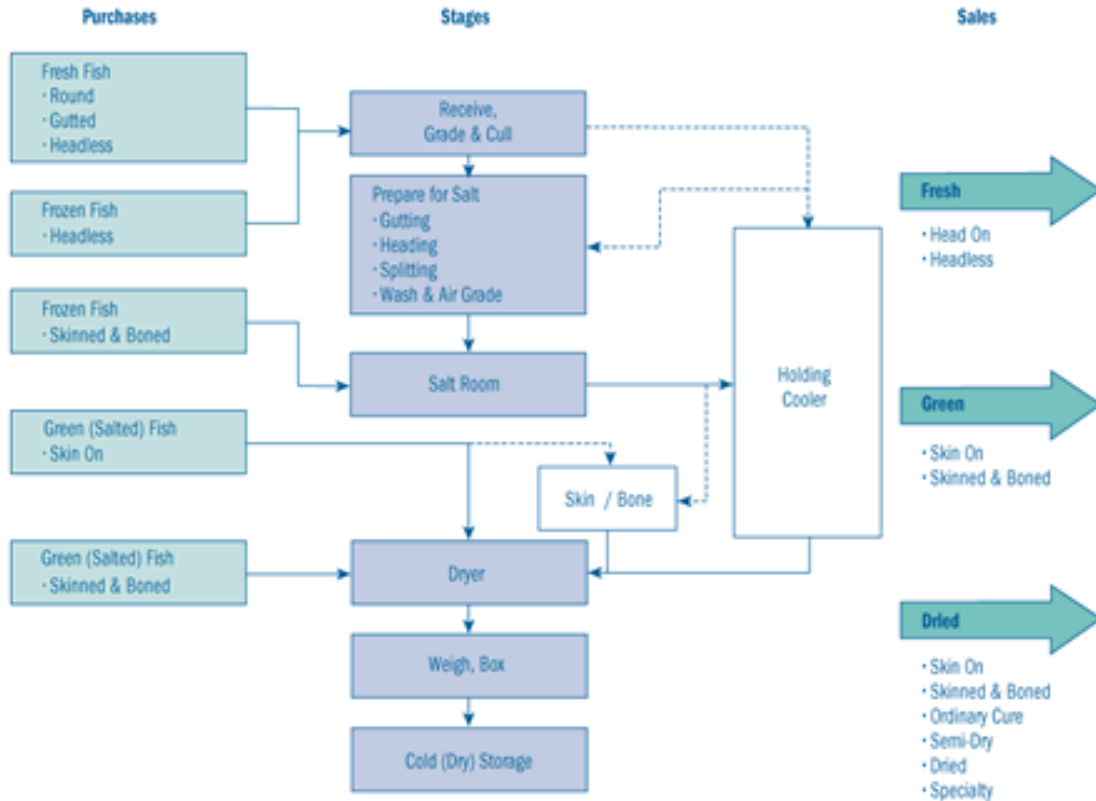 Purchases
Stages
Sales
Fresh Fish
• Round
• Gutted
• Headless
Frozen Fish
• Headless
Frozen Fish
• Skinned & Boned
Green (Salted) Fish
• Skin On
Green (Salted) Fish
• Skinned & Boned
Receive,
Grade & Cull
Prepare for Salt
• Gutting
• Heading
• Splitting
• Wash & Air Grade
Salt Room
Skin / Bone
Dryer
Weigh, Box
Cold (Dry) Storage
Holding
Cooler
Fresh
• Head On
• Headless
Green
• Skin On
• Skinned & Boned
Dried
• Skin On
• Skinned & Boned
• Ordinary Cure
• Semi-Dry
• Dried
• Specialty